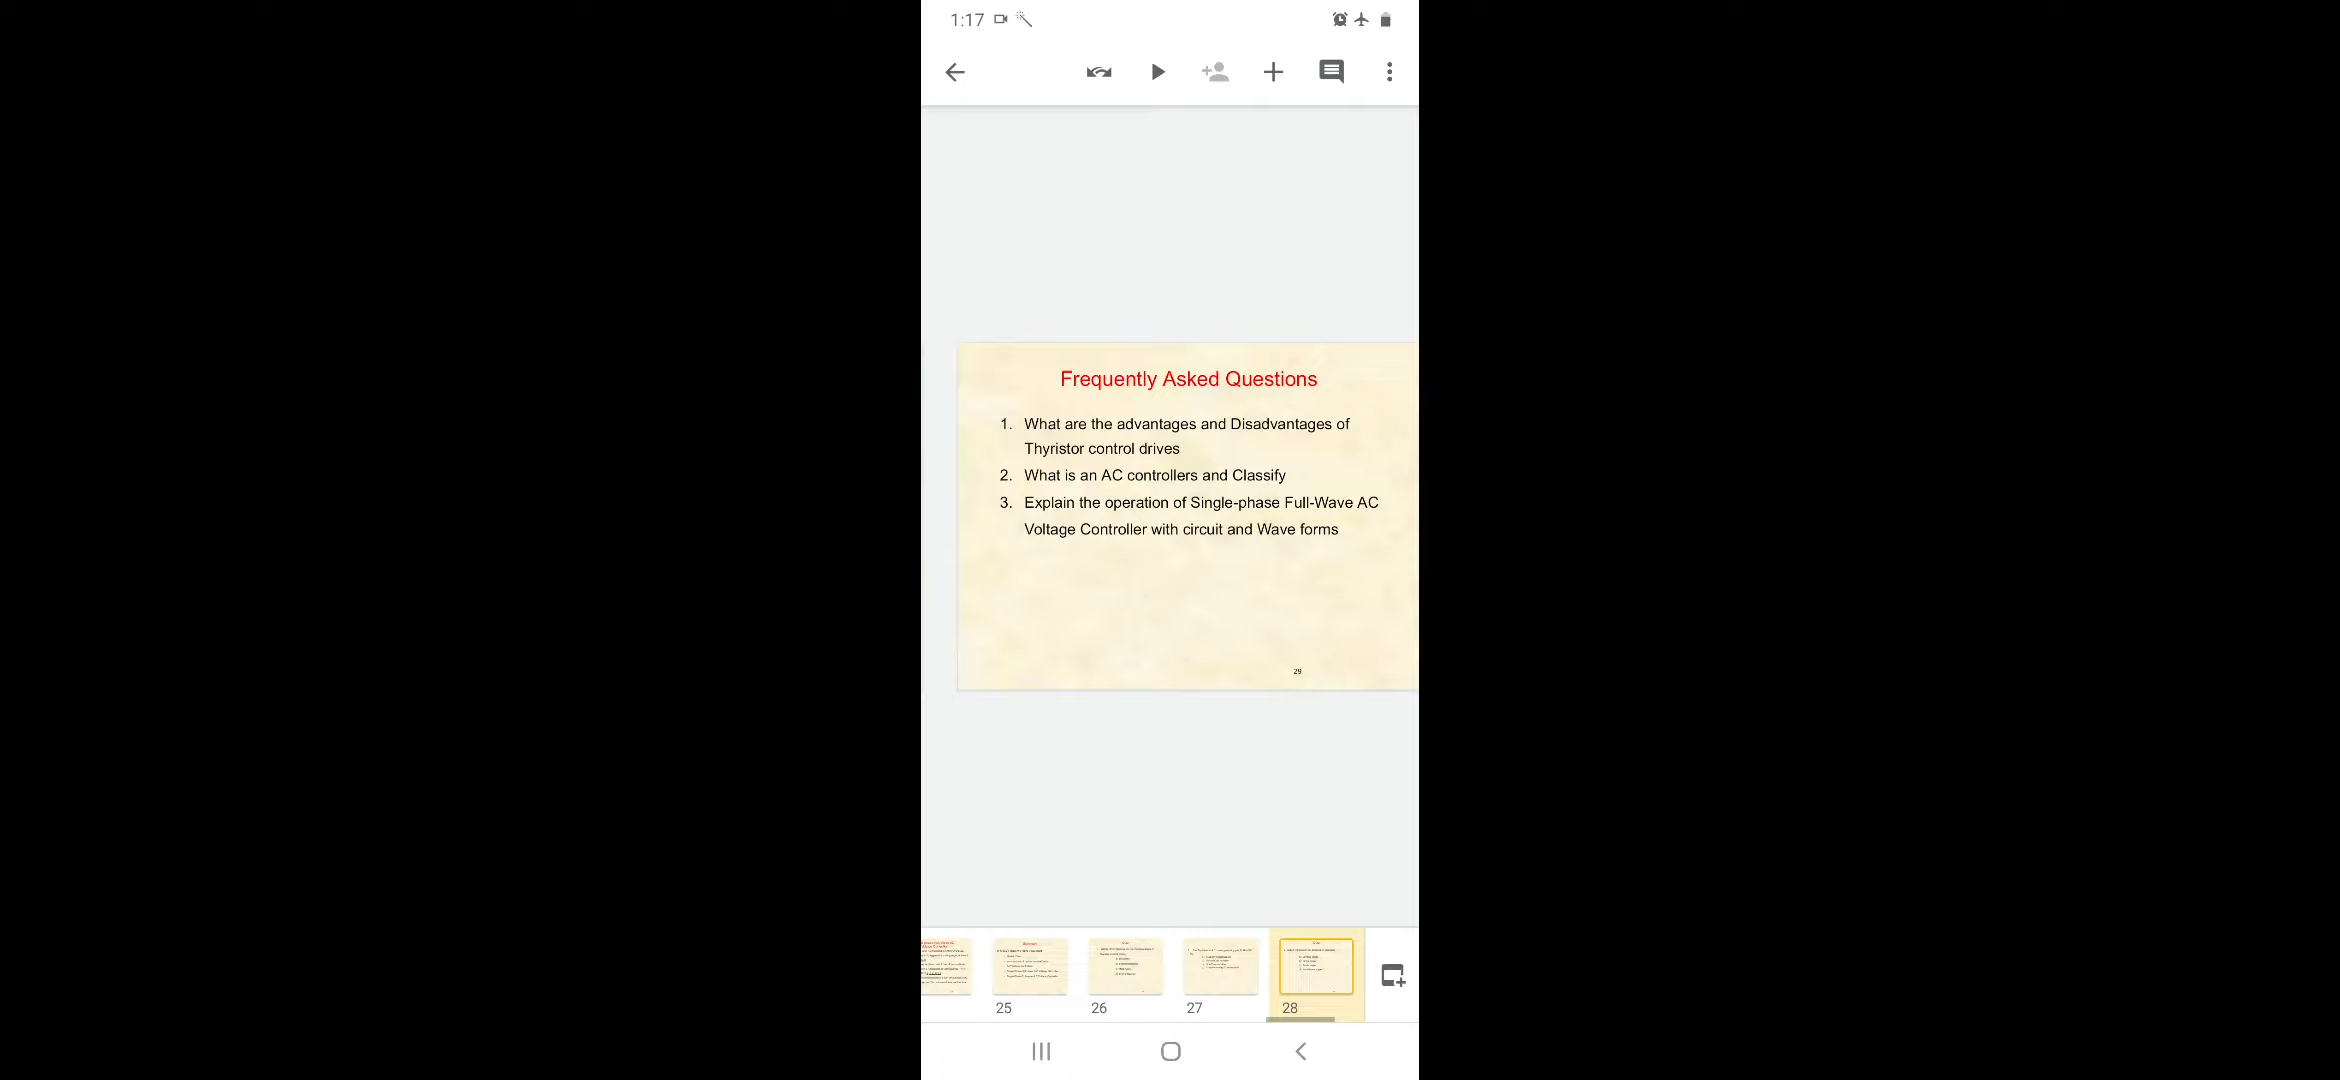 1:17
Frequently Asked Questions
1. What are the advantages and Disadvantages of
Thyristor control drives
2. What is an AC controllers and Classify
3. Explain the operation of Single-phase Full-Wave AC
Voltage Controller with circuit and Wave forms
29
25
26
27
28